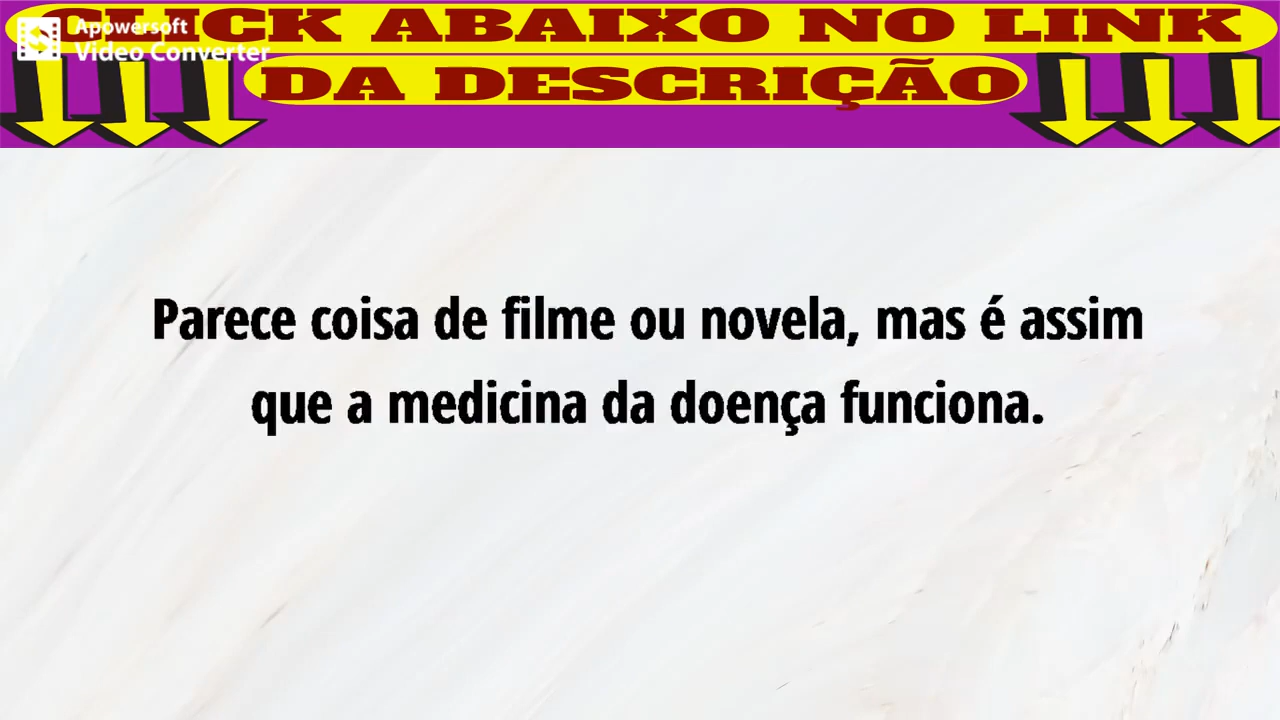 CLICK ABAIXO NO LINK
Apowersoft
Video Converter
DA DESCRIÇÃO
Parece coisa de filme ou novela, mas é assim
que a medicina da doença funciona.